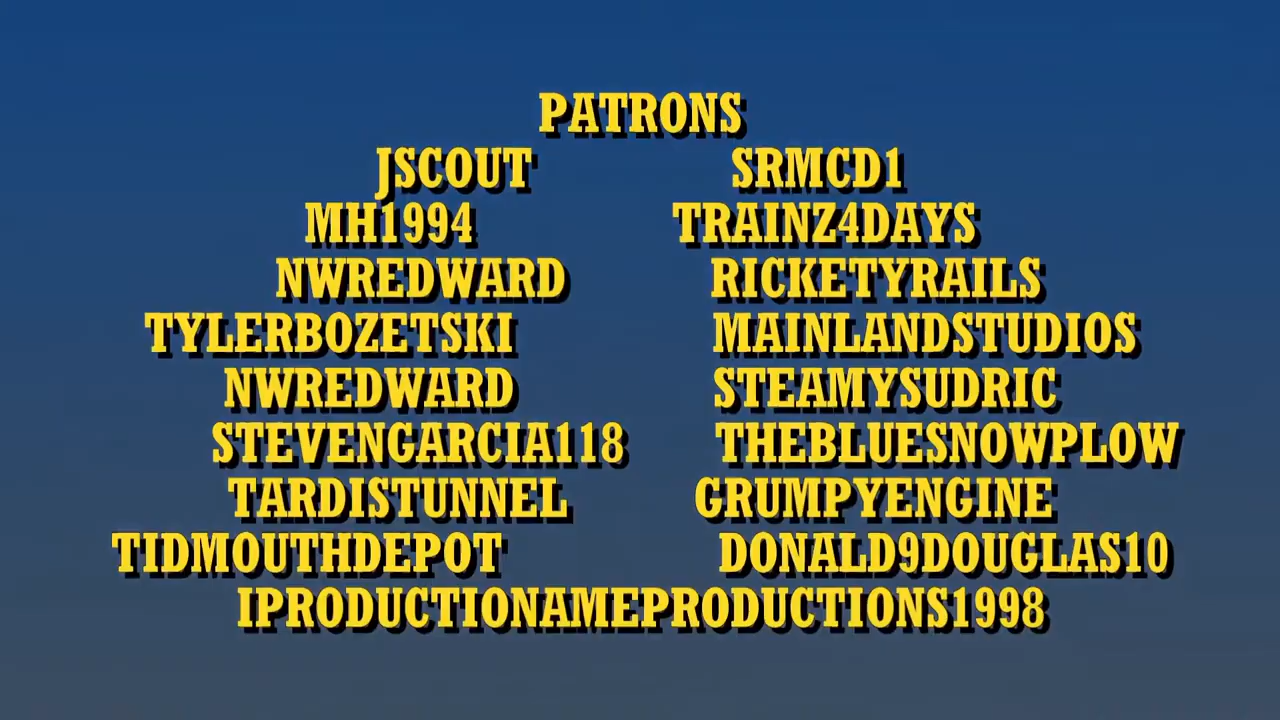 PATRONS
JSCOUT SRMCD1
MH1994 TRAINZ4DAYS
NWREDWARD RICKETYRAILS
TYLERBOZETSKI MAINLANDSTUDIOS
NWREDWARD STEAMYSUDRIC
STEVENGARCIA118 THEBLUESNOWPLOW
TARDISTUNNEL GRUMPYENGINE
TIDMOUTHDEPOT DONALD9DOUGLAS10
IPRODUCTIONAMEPRODUCTIONS1998